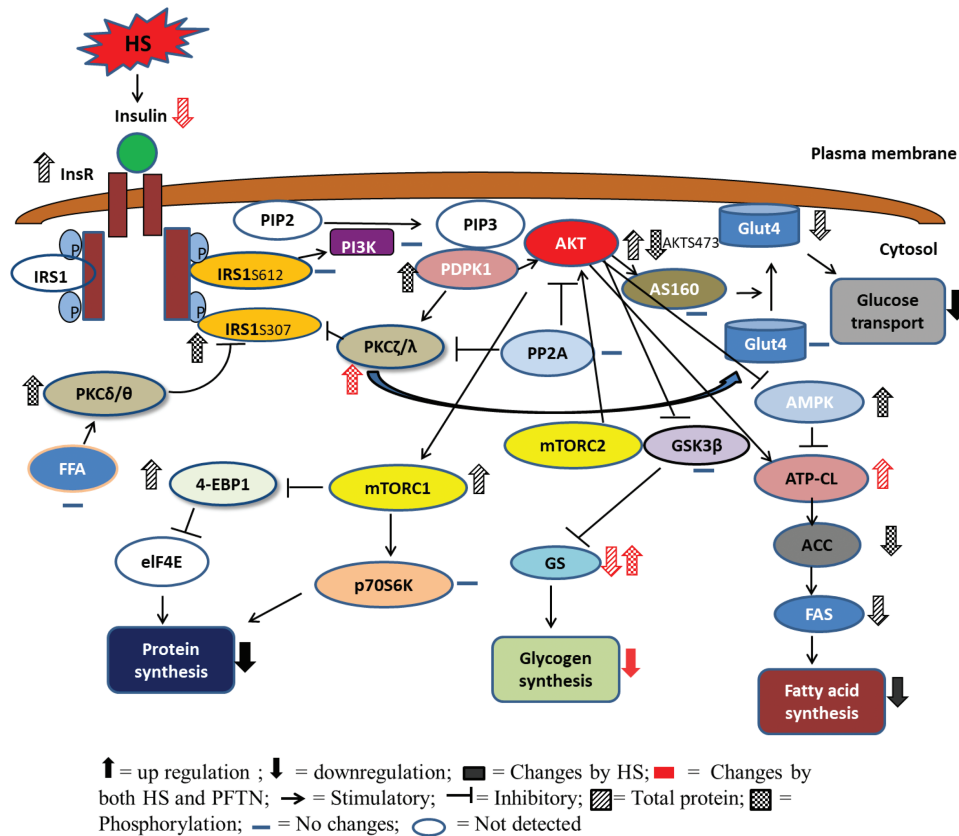 HS
Insulin
InsR
Plasma membrane
PIP2
PIP3
Glut4
Cytosol
PI3K
AKT
AKTS473
P
P
IRS1
IRS1S612
PDPK1
AS160
Glucose
transport
P
P
IRS1S307
PKCζ/λ
PP2A
Glut4
PKCδ/θ
AMPK
FFA
4-EBP1
mTORC1
mTORC2
GSK3β
ATP-CL
eIF4E
p70S6K
GS
ACC
FAS
Protein
synthesis
Glycogen
synthesis
Fatty acid
synthesis
= up regulation ; = downregulation; = Changes by HS; = Changes by
both HS and PFTN; = Stimulatory; = Inhibitory; = Total protein; =
Phosphorylation; = No changes; = Not detected